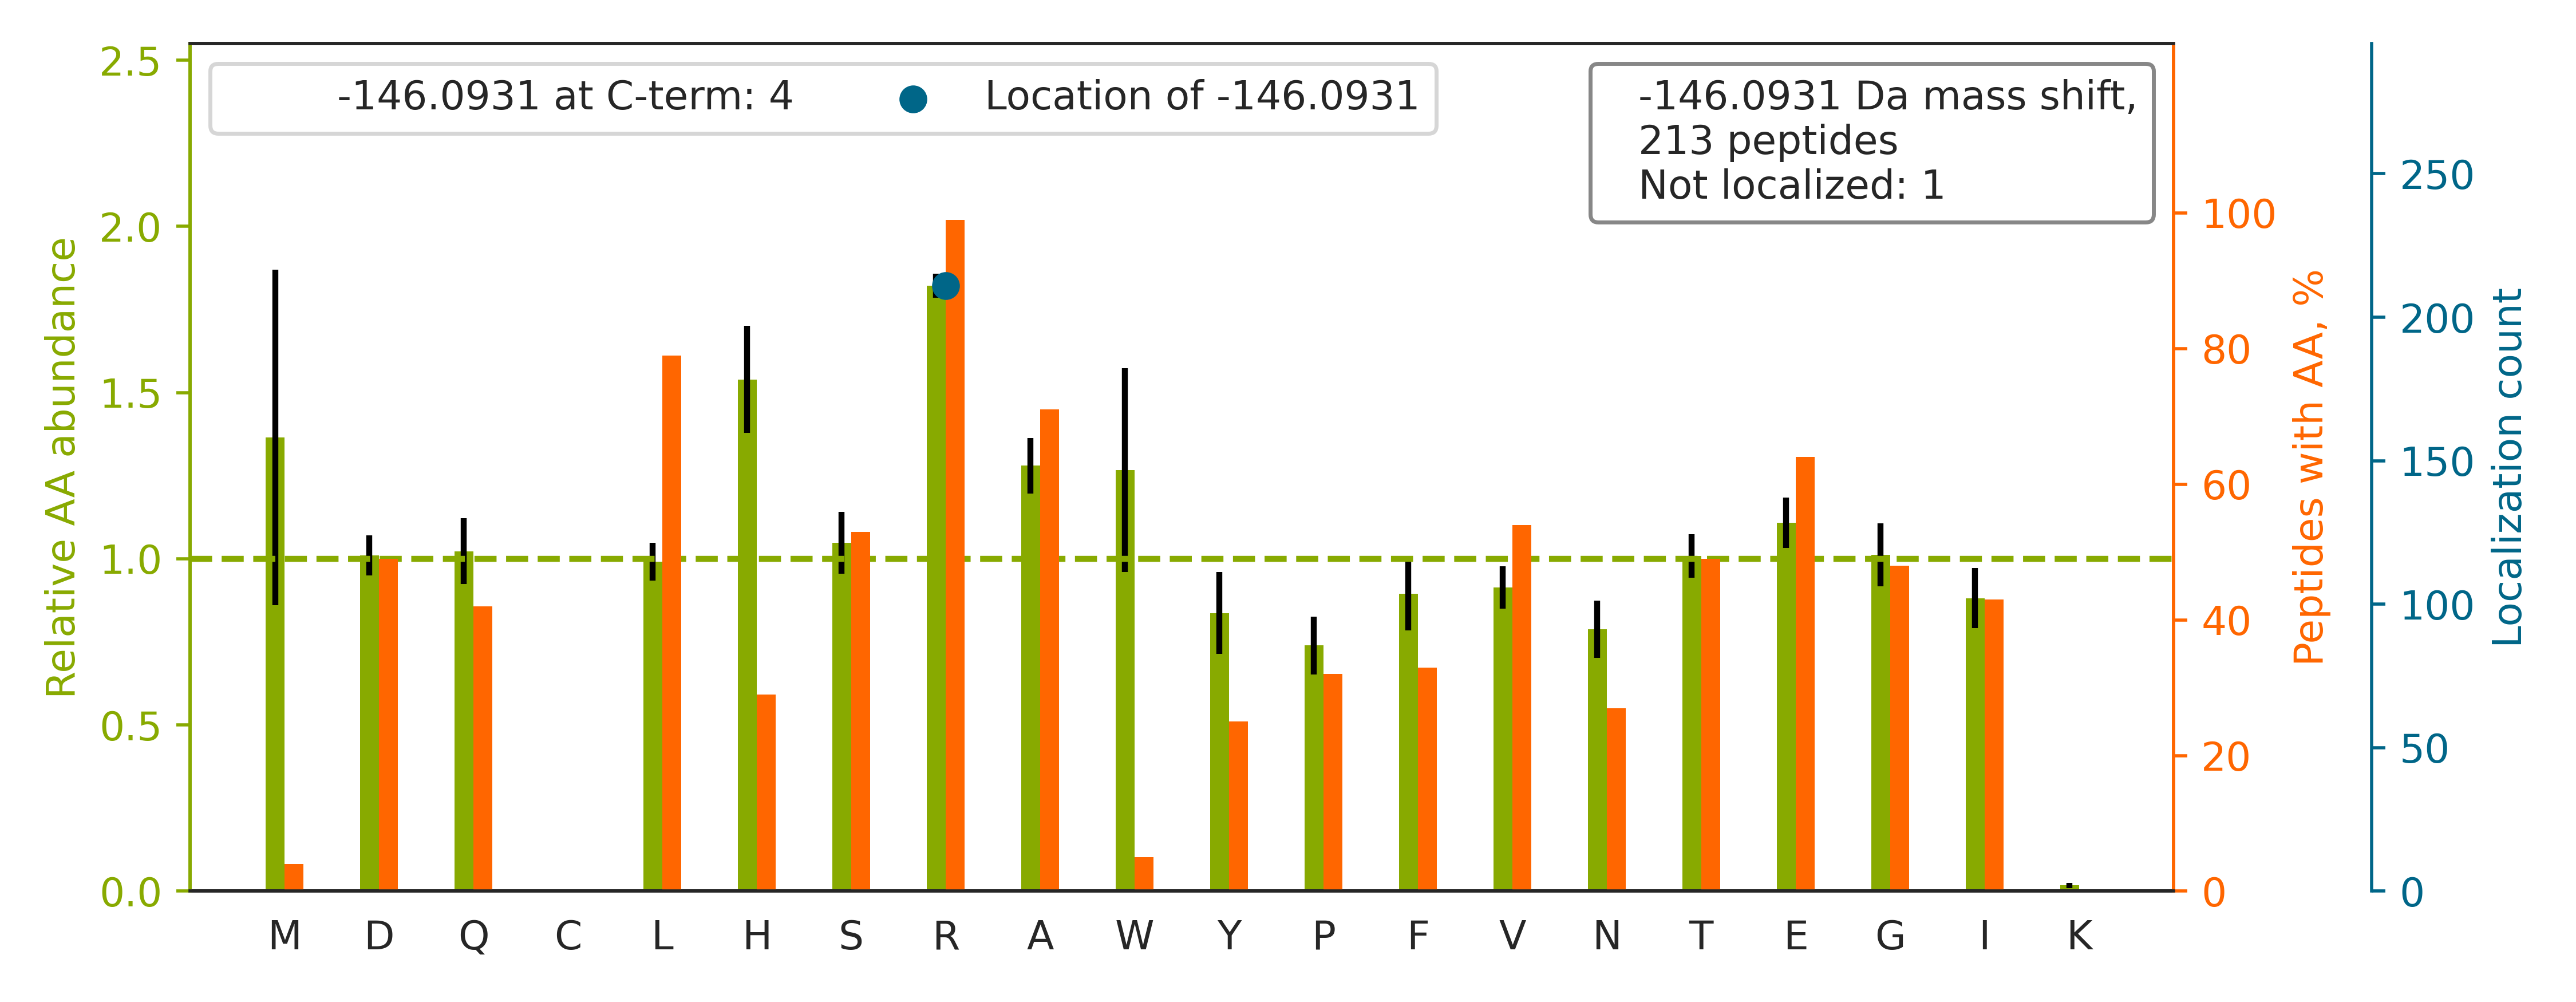 -146.0931 at C-term: 4
Location of -146.0931
-146.0931 Da mass shift,
213 peptides
Not localized: 1
Relative AA abundance
2.5
2.0
1.5
1.0
0.5
0.0
100
80
60
40
20
0
Peptides with AA, %
250
200
150
100
50
0
Localization count
M D Q C L H S R A W Y P F V N T E G I K